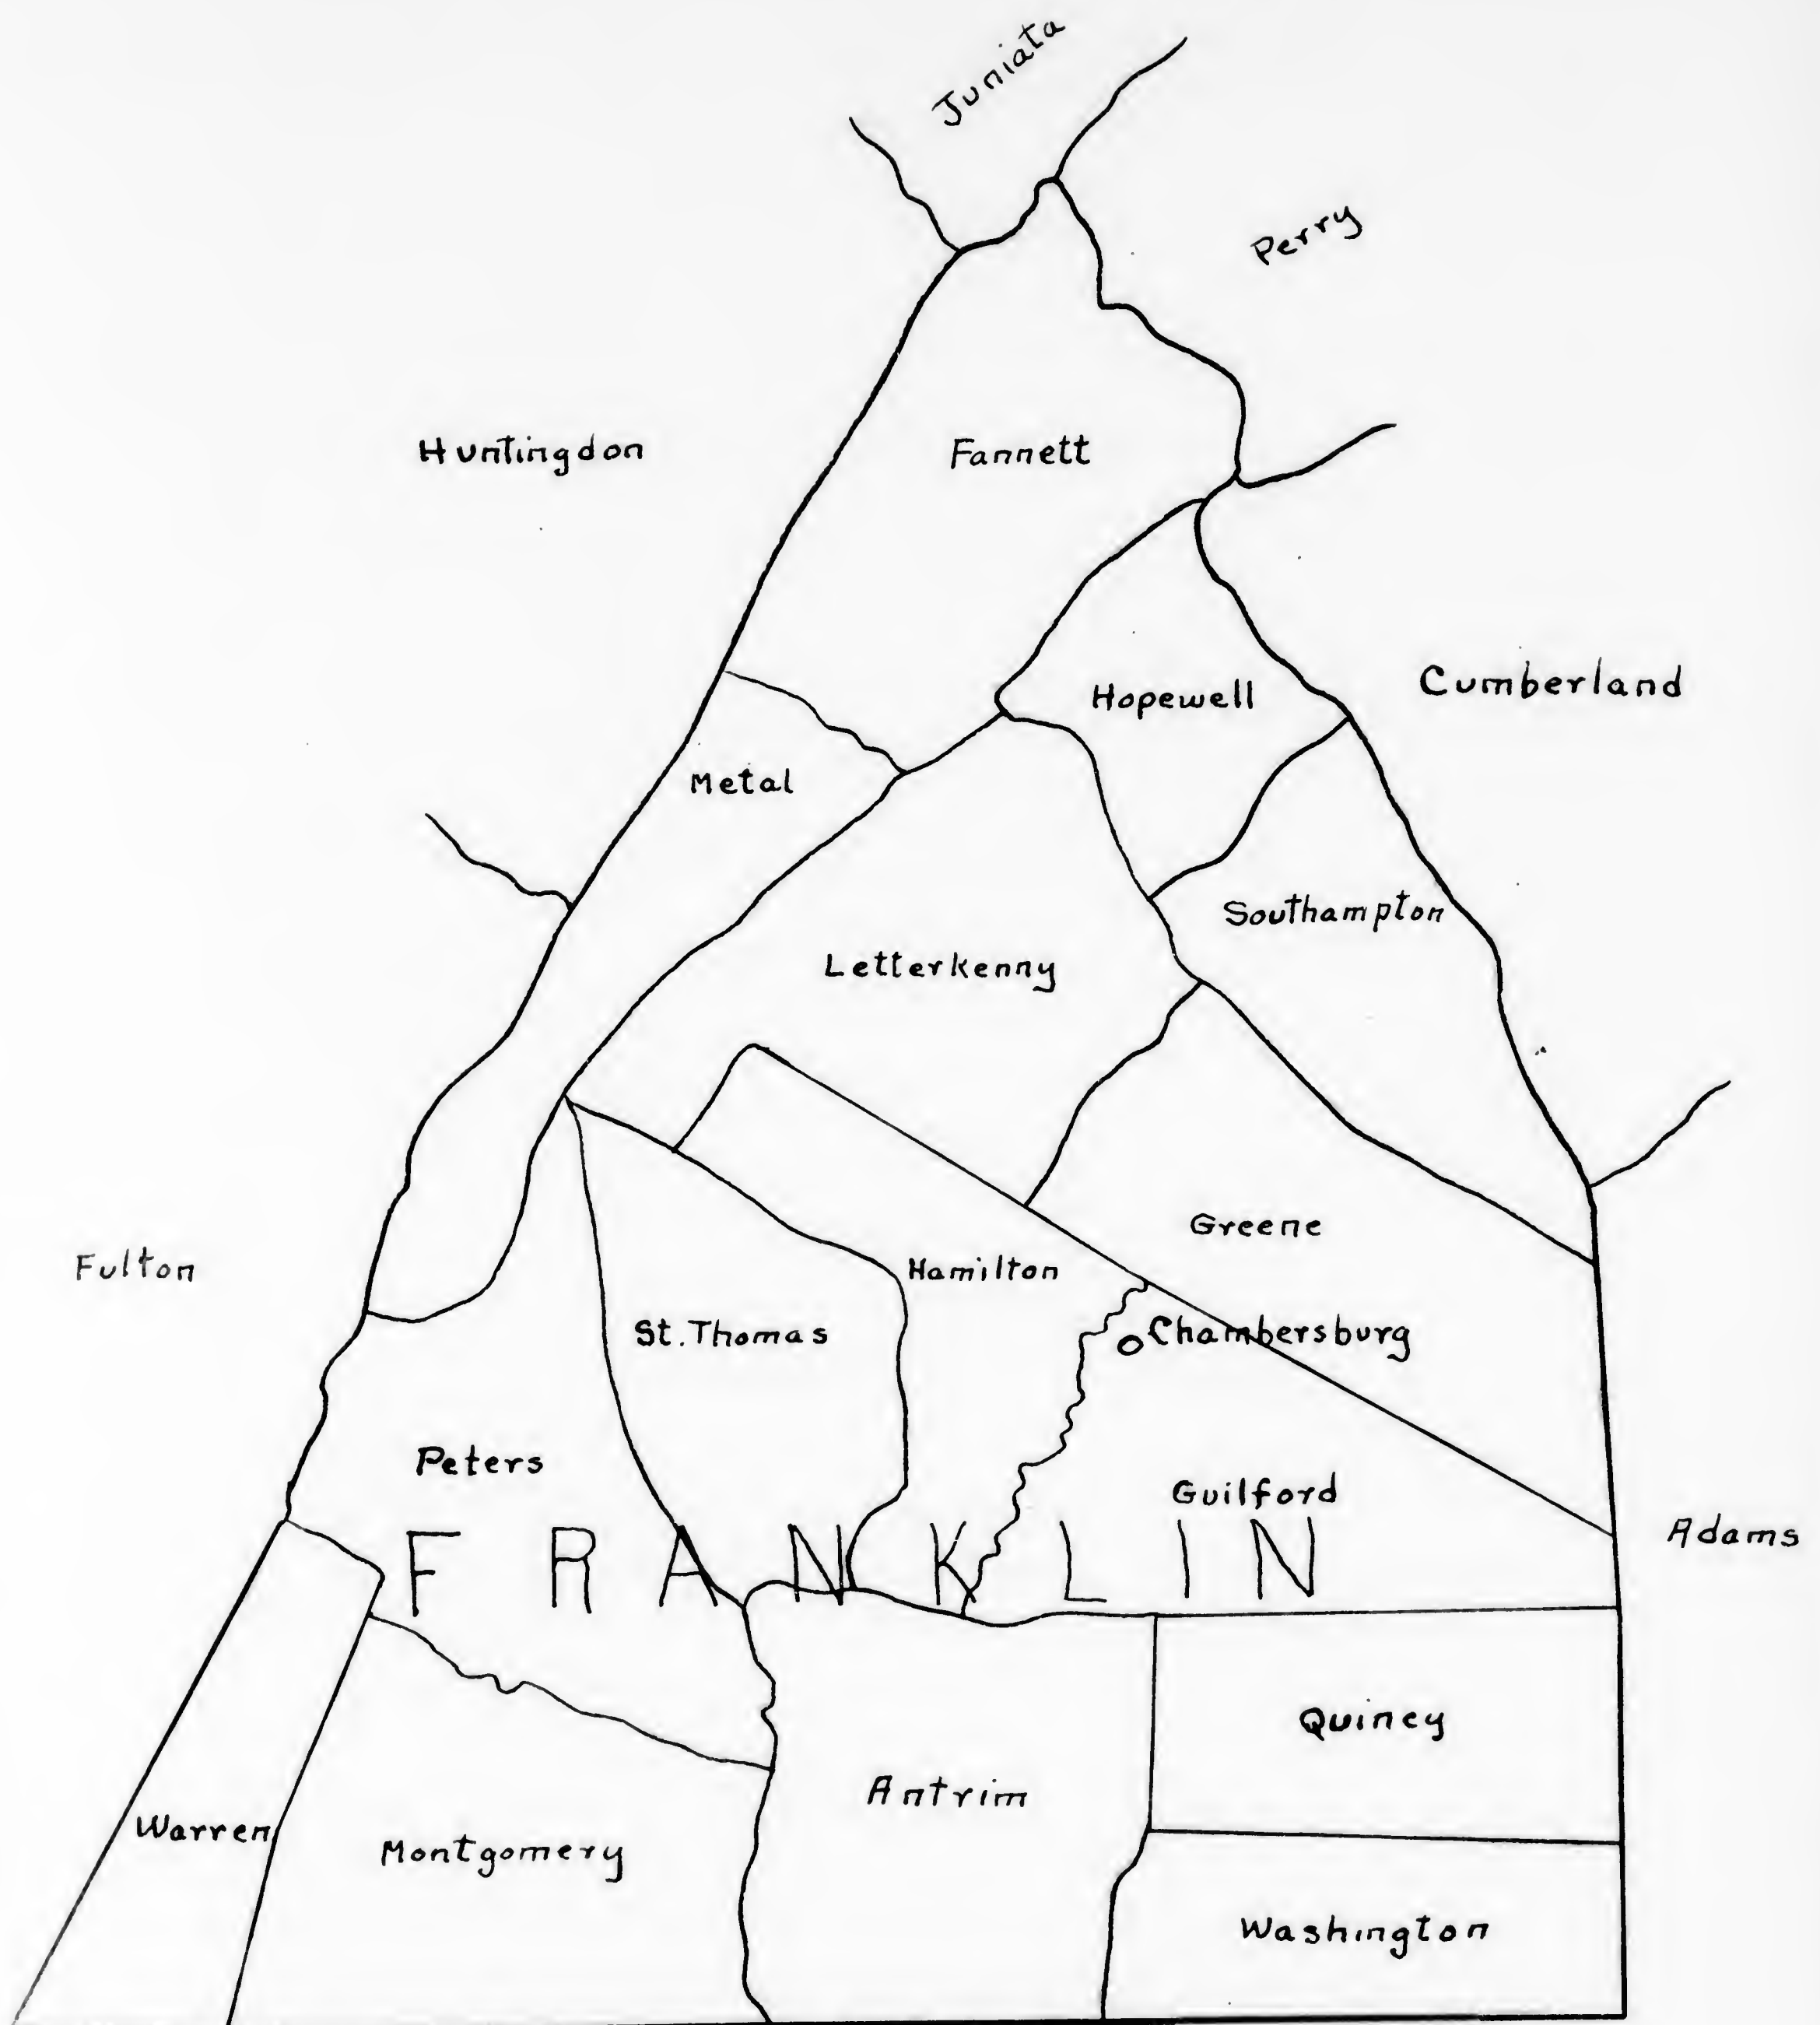 Juniata
Perry
Huntingdon
Fannett
Cumberland
Hopewell
Metal
Southampton
Letterkenny
Greene
Fulton
Hamilton
St. Thomas
Chambersburg
Peters
Guilford
Adams
FRANKLIN
Quincy
Antrim
Warren
Montgomery
Washington